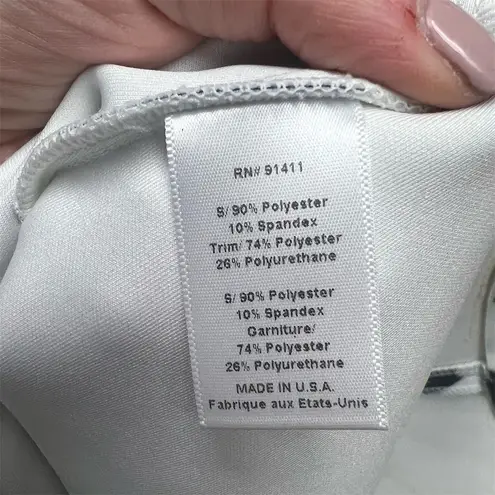 RN# 91411
S/ 90% Polyester
10% Spandex
Trim/ 74% Polyester
26% Polyurethane
S/ 90% Polyester
10% Spandex
Garniture/
74% Polyester
26% Polyurethane
MADE IN U.S.A.
Fabrique aux Etats-Unis